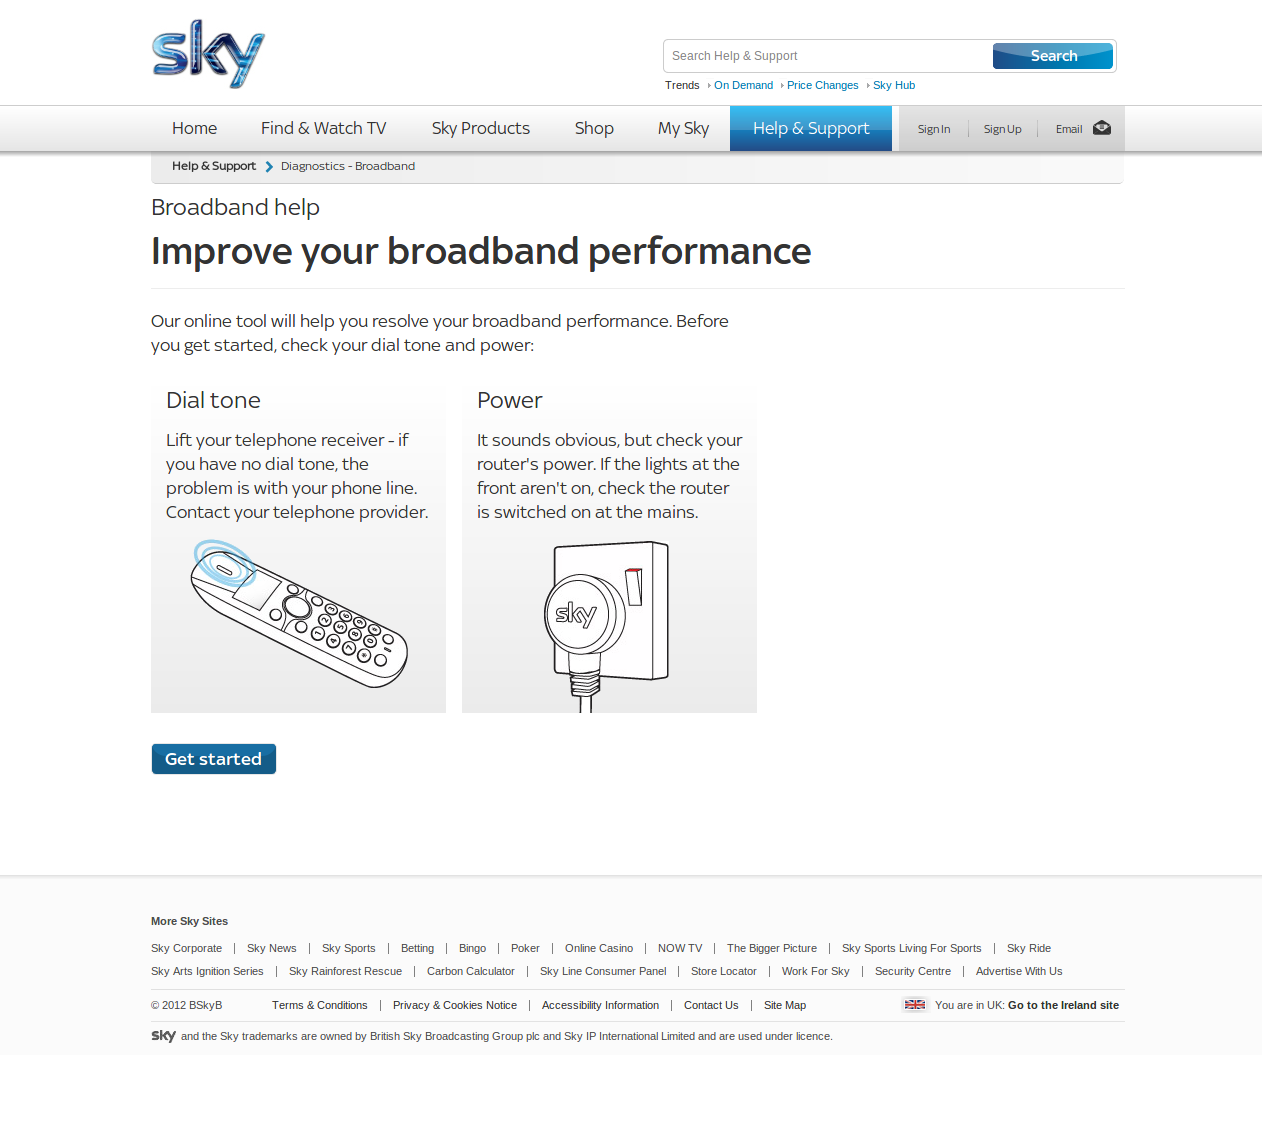 sky
Search Help & Support
Search
Trends On Demand Price Changes Sky Hub
Home Find & Watch TV Sky Products Shop My Sky Help & Support Sign In Sign Up Email
Help & Support Diagnostics - Broadband
Broadband help
Improve your broadband performance
Our online tool will help you resolve your broadband performance. Before
you get started, check your dial tone and power:
Dial tone
Lift your telephone receiver - if
you have no dial tone, the
problem is with your phone line.
Contact your telephone provider.
1 2 3
4 5 6
7 8 9
* 0 #
Power
It sounds obvious, but check your
router's power. If the lights at the
front aren't on, check the router
is switched on at the mains.
sky
Get started
More Sky Sites
Sky Corporate | Sky News | Sky Sports | Betting | Bingo | Poker | Online Casino | NOW TV | The Bigger Picture | Sky Sports Living For Sports | Sky Ride
Sky Arts Ignition Series | Sky Rainforest Rescue | Carbon Calculator | Sky Line Consumer Panel | Store Locator | Work For Sky | Security Centre | Advertise With Us
© 2012 BSkyB Terms & Conditions | Privacy & Cookies Notice | Accessibility Information | Contact Us | Site Map You are in UK: Go to the Ireland site
sky and the Sky trademarks are owned by British Sky Broadcasting Group plc and Sky IP International Limited and are used under licence.